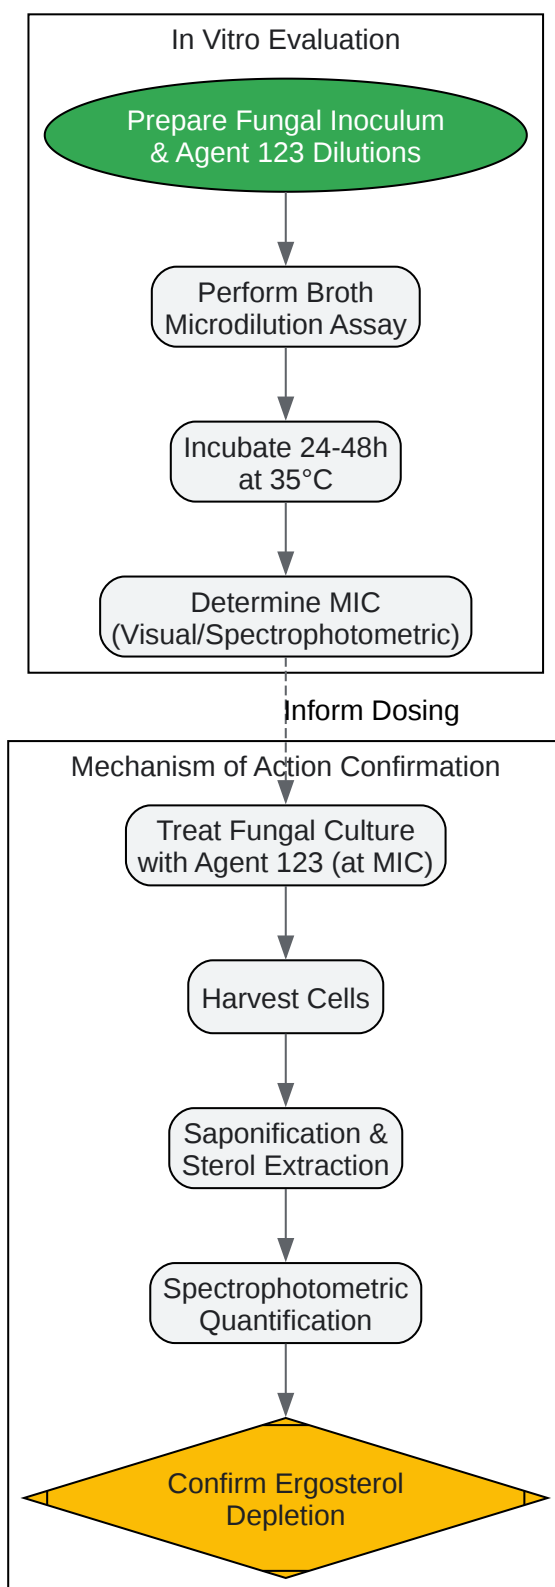 In Vitro Evaluation
Prepare Fungal Inoculum
& Agent 123 Dilutions
Perform Broth
Microdilution Assay
Incubate 24-48h
at 35°C
Determine MIC
(Visual/Spectrophotometric)
Inform Dosing
Mechanism of Action Confirmation
Treat Fungal Culture
with Agent 123 (at MIC)
Harvest Cells
Saponification &
Sterol Extraction
Spectrophotometric
Quantification
Confirm Ergosterol
Depletion